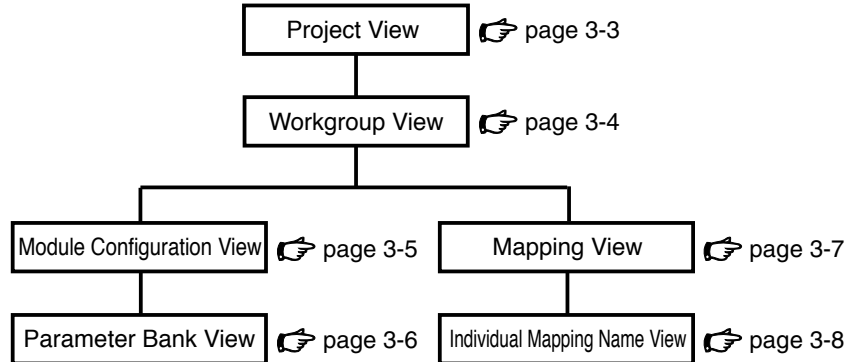 Project View page 3-3
Workgroup View page 3-4
Module Configuration View page 3-5
Mapping View page 3-7
Parameter Bank View page 3-6
Individual Mapping Name View page 3-8